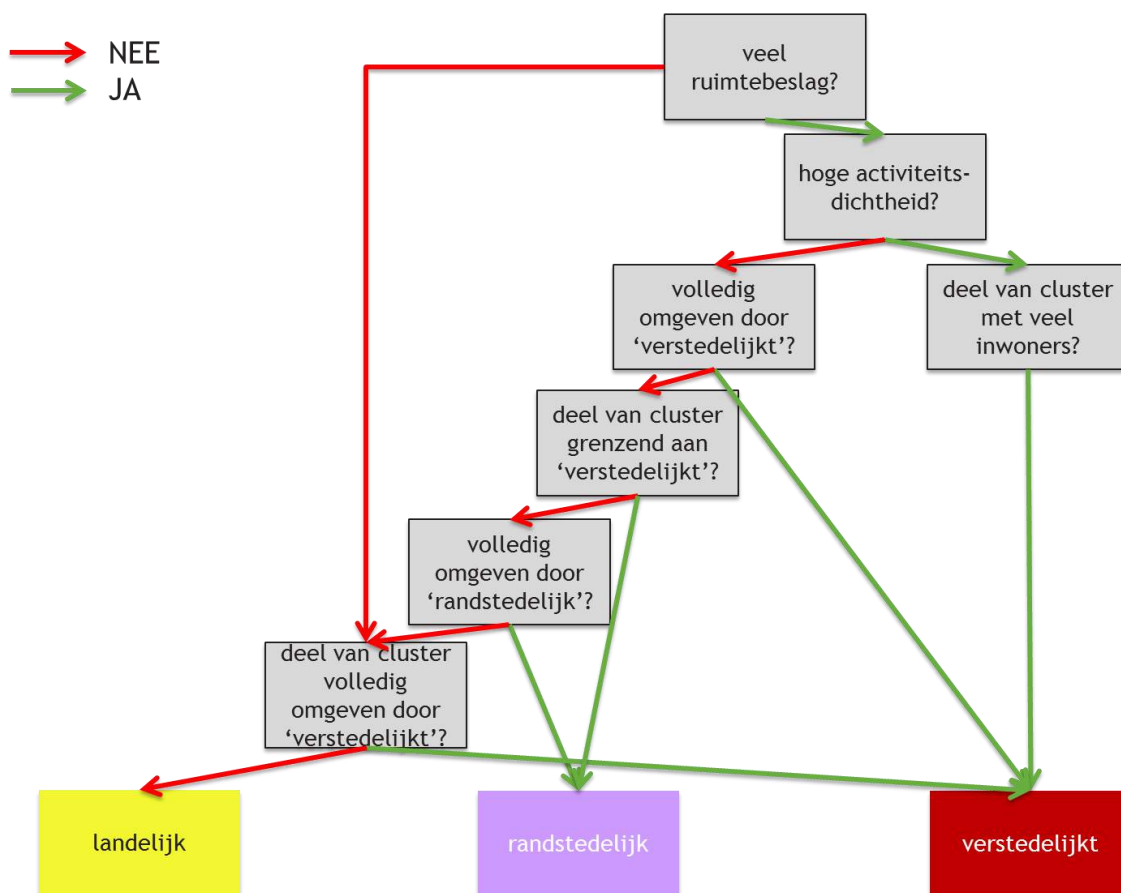 NEE
JA
veel
ruimtebeslag?
hoge activiteits-
dichtheid?
volledig
omgeven door
‘verstedelijkt’?
deel van cluster
met veel
inwoners?
deel van cluster
grenzend aan
‘verstedelijkt’?
volledig
omgeven door
‘randstedelijk’?
deel van cluster
volledig
omgeven door
‘verstedelijkt’?
landelijk
randstedelijk
verstedelijkt